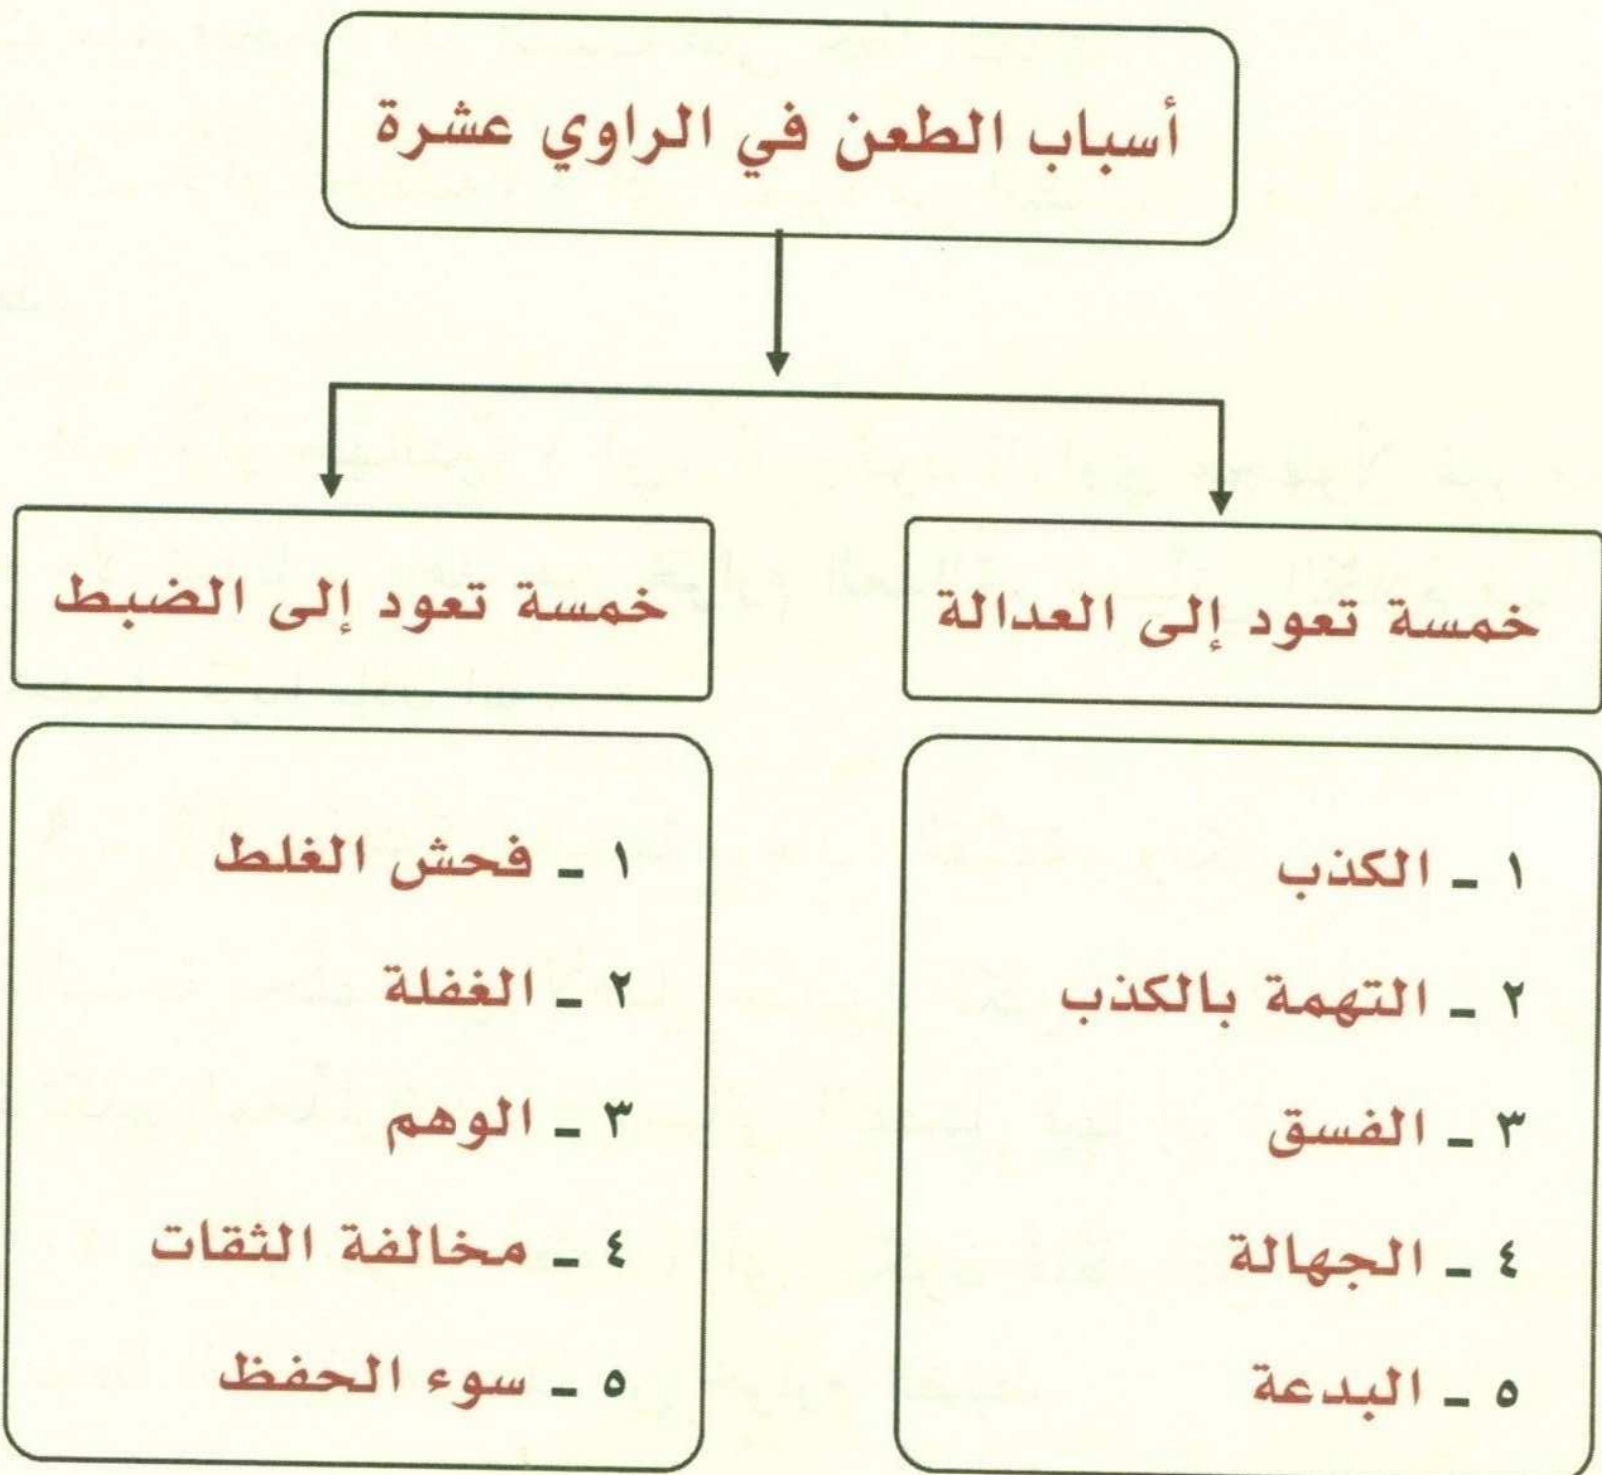 أسباب الطعن في الراوي عشرة
خمسة تعود إلى العدالة
١ - الكذب
٢ - التهمة بالكذب
٣ - الفسق
٤ - الجهالة
٥ - البدعة
خمسة تعود إلى الضبط
١ - فحش الغلط
٢ - الغفلة
٣ - الوهم
٤ - مخالفة الثقات
٥ - سوء الحفظ